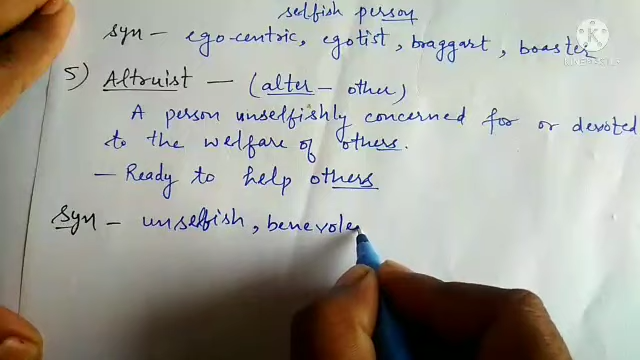 selfish person
Syn - ego-centric, egotist, braggart, boaster
5) Altruist - (alter - other)
A person unselfishly concerned for or devoted
to the welfare of others.
- Ready to help others
Syn - unselfish, benevole
KINEMASTER